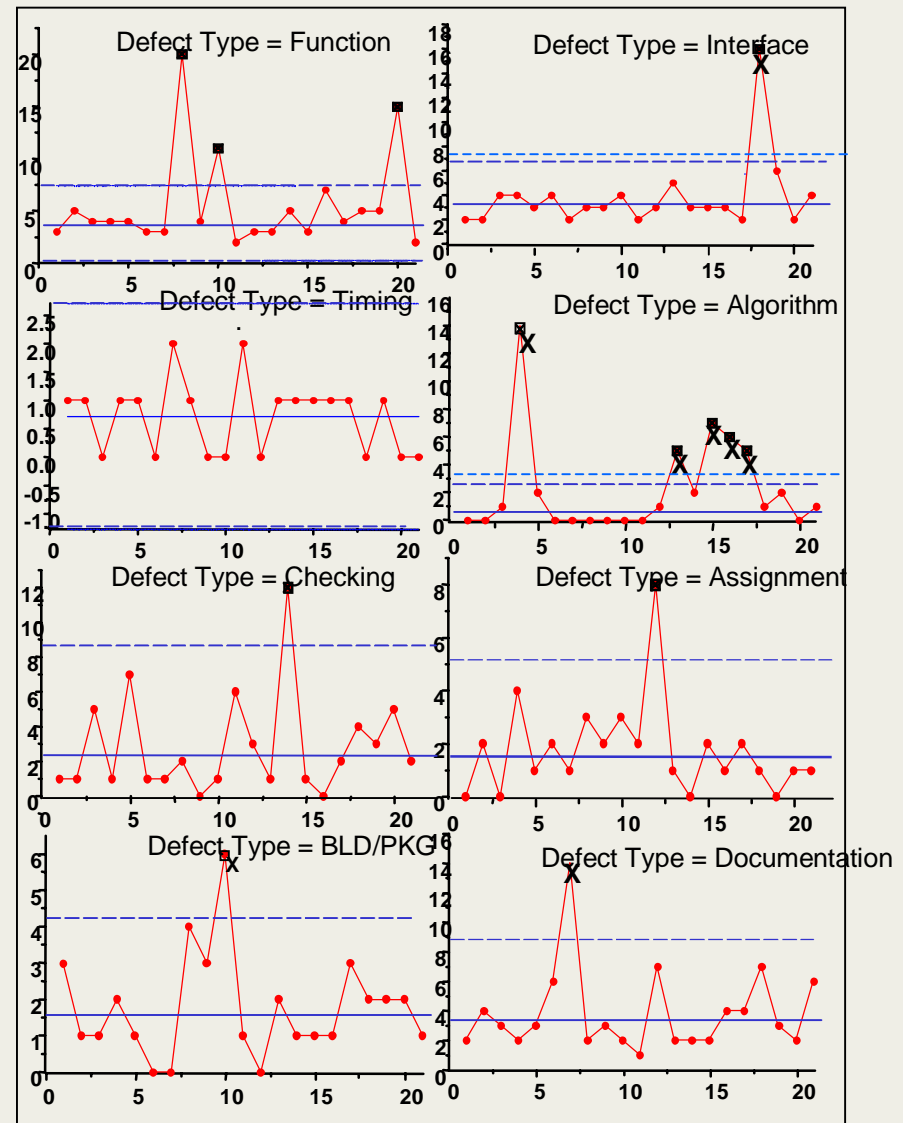 Defect Type = Function
20
15
10
5
0
0 5 10 15 20
Defect Type = Interface
18
16
14
12
10
8
6
4
2
0
X
0 5 10 15 20
Defect Type = Timing
2.5
2.0
1.5
1.0
0.5
0.0
-0.5
-1.0
5 10 15 20
Defect Type = Algorithm
16
14
12
10
8
6
4
2
0
X
X X X X
0 5 10 15 20
Defect Type = Checking
12
10
8
6
4
2
0
0 5 10 15 20
Defect Type = Assignment
8
6
4
2
0
0 5 10 15 20
Defect Type = BLD/PKG
6
5
4
3
2
1
0
X
0 5 10 15 20
Defect Type = Documentation
16
14
12
10
8
6
4
2
0
X
0 5 10 15 20